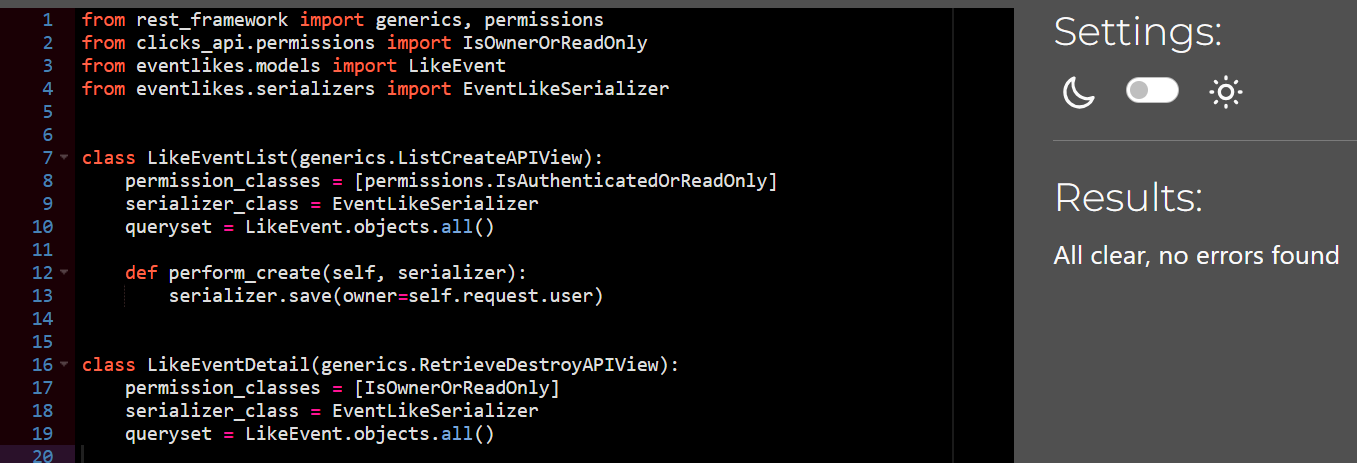 1 from rest_framework import generics, permissions
2 from clicks_api.permissions import IsOwnerOrReadOnly
3 from eventlikes.models import LikeEvent
4 from eventlikes.serializers import EventLikeSerializer
5
6
7 class LikeEventList(generics.ListCreateAPIView):
8     permission_classes = [permissions.IsAuthenticatedOrReadOnly]
9     serializer_class = EventLikeSerializer
10     queryset = LikeEvent.objects.all()
11
12     def perform_create(self, serializer):
13         serializer.save(owner=self.request.user)
14
15
16 class LikeEventDetail(generics.RetrieveDestroyAPIView):
17     permission_classes = [IsOwnerOrReadOnly]
18     serializer_class = EventLikeSerializer
19     queryset = LikeEvent.objects.all()
20
Settings:
Results:
All clear, no errors found